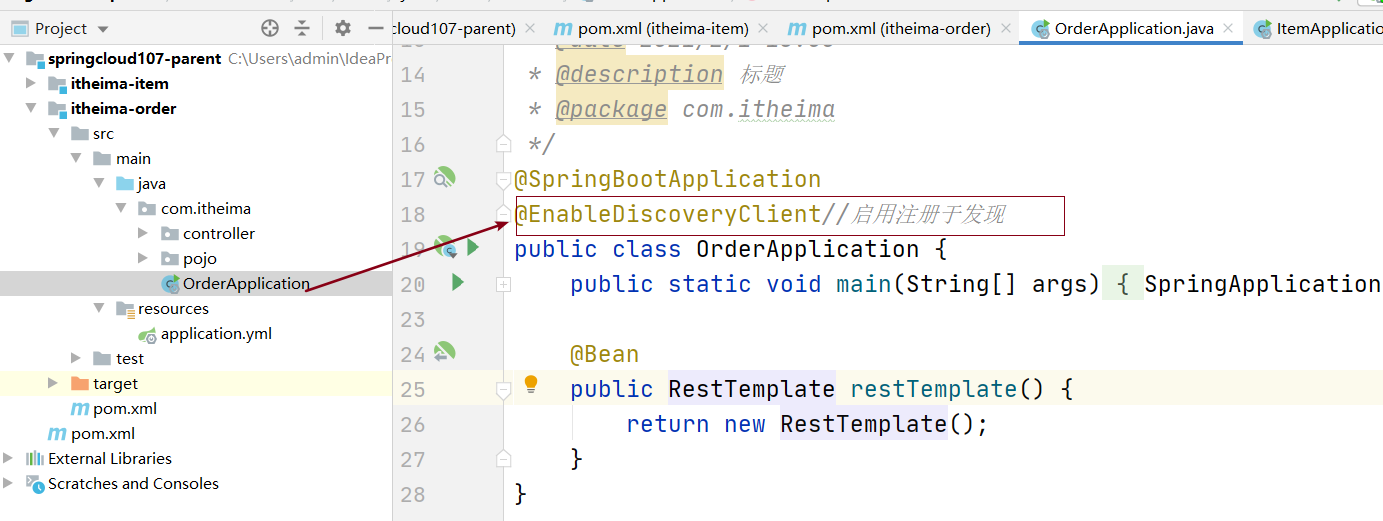 Project
cloud107-parent)
pom.xml (itheima-item)
pom.xml (itheima-order)
OrderApplication.java
ItemApplicatio
springcloud107-parent C:\Users\admin\IdeaPr
itheima-item
itheima-order
src
main
java
com.itheima
controller
pojo
OrderApplication
resources
application.yml
test
target
pom.xml
pom.xml
External Libraries
Scratches and Consoles
14 * @description 标题
15 * @package com.itheima
16 */
17 @SpringBootApplication
18 @EnableDiscoveryClient//启用注册于发现
19 public class OrderApplication {
20 public static void main(String[] args) { SpringApplication
23
24 @Bean
25 public RestTemplate restTemplate() {
26 return new RestTemplate();
27 }
28 }